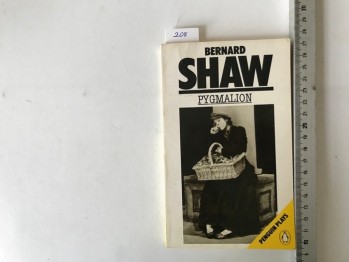 208
BERNARD
SHAW
PYGMALION
PENGUIN PLAYS